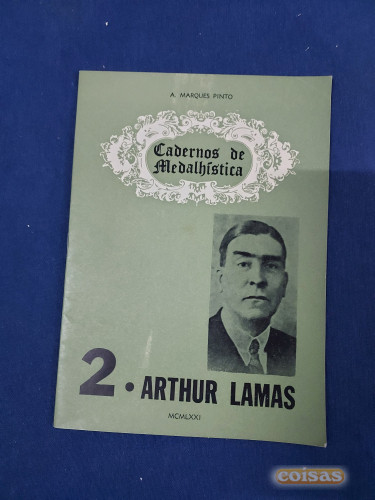 A. MARQUES PINTO
Cadernos de
Medalhística
2 • ARTHUR LAMAS
MCMLXXI
coisas